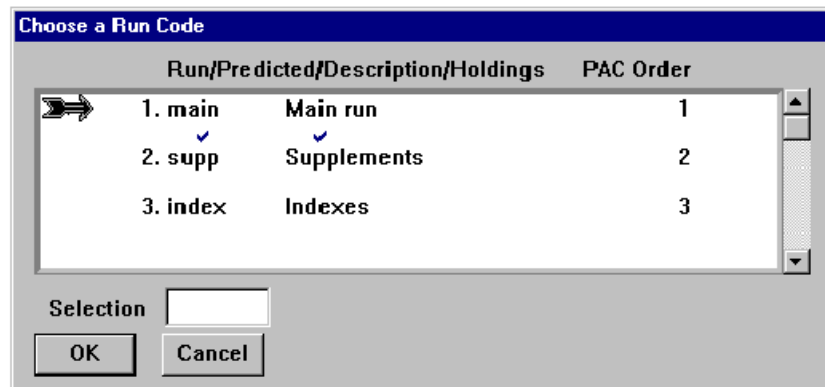 Choose a Run Code
Run/Predicted/Description/Holdings PAC Order
1. main Main run 1
2. supp Supplements 2
3. index Indexes 3
Selection
OK Cancel